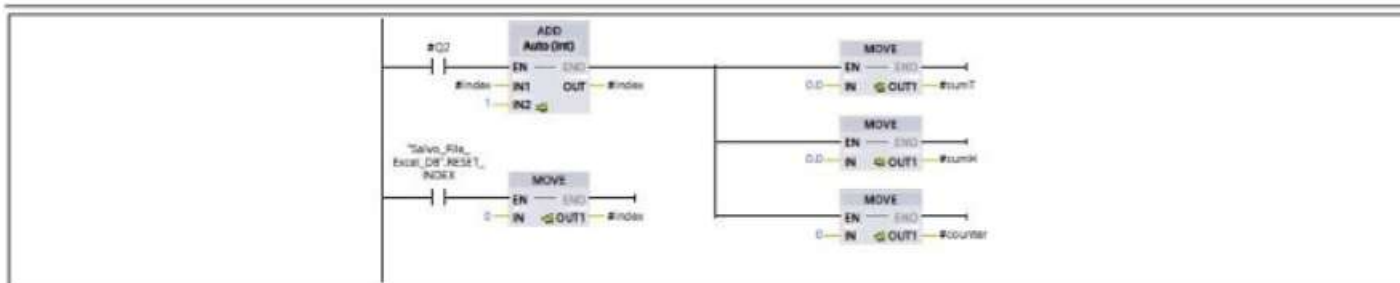 #Q2
ADD
Auto (Int)
EN ENO
#index IN1 OUT #index
1 IN2
MOVE
EN ENO
0.0 IN OUT1 #sumT
MOVE
EN ENO
0.0 IN OUT1 #sumH
"Salvo_File_
Excel_DB".RESET_
INDEX
MOVE
EN ENO
0 IN OUT1 #index
MOVE
EN ENO
0 IN OUT1 #counter